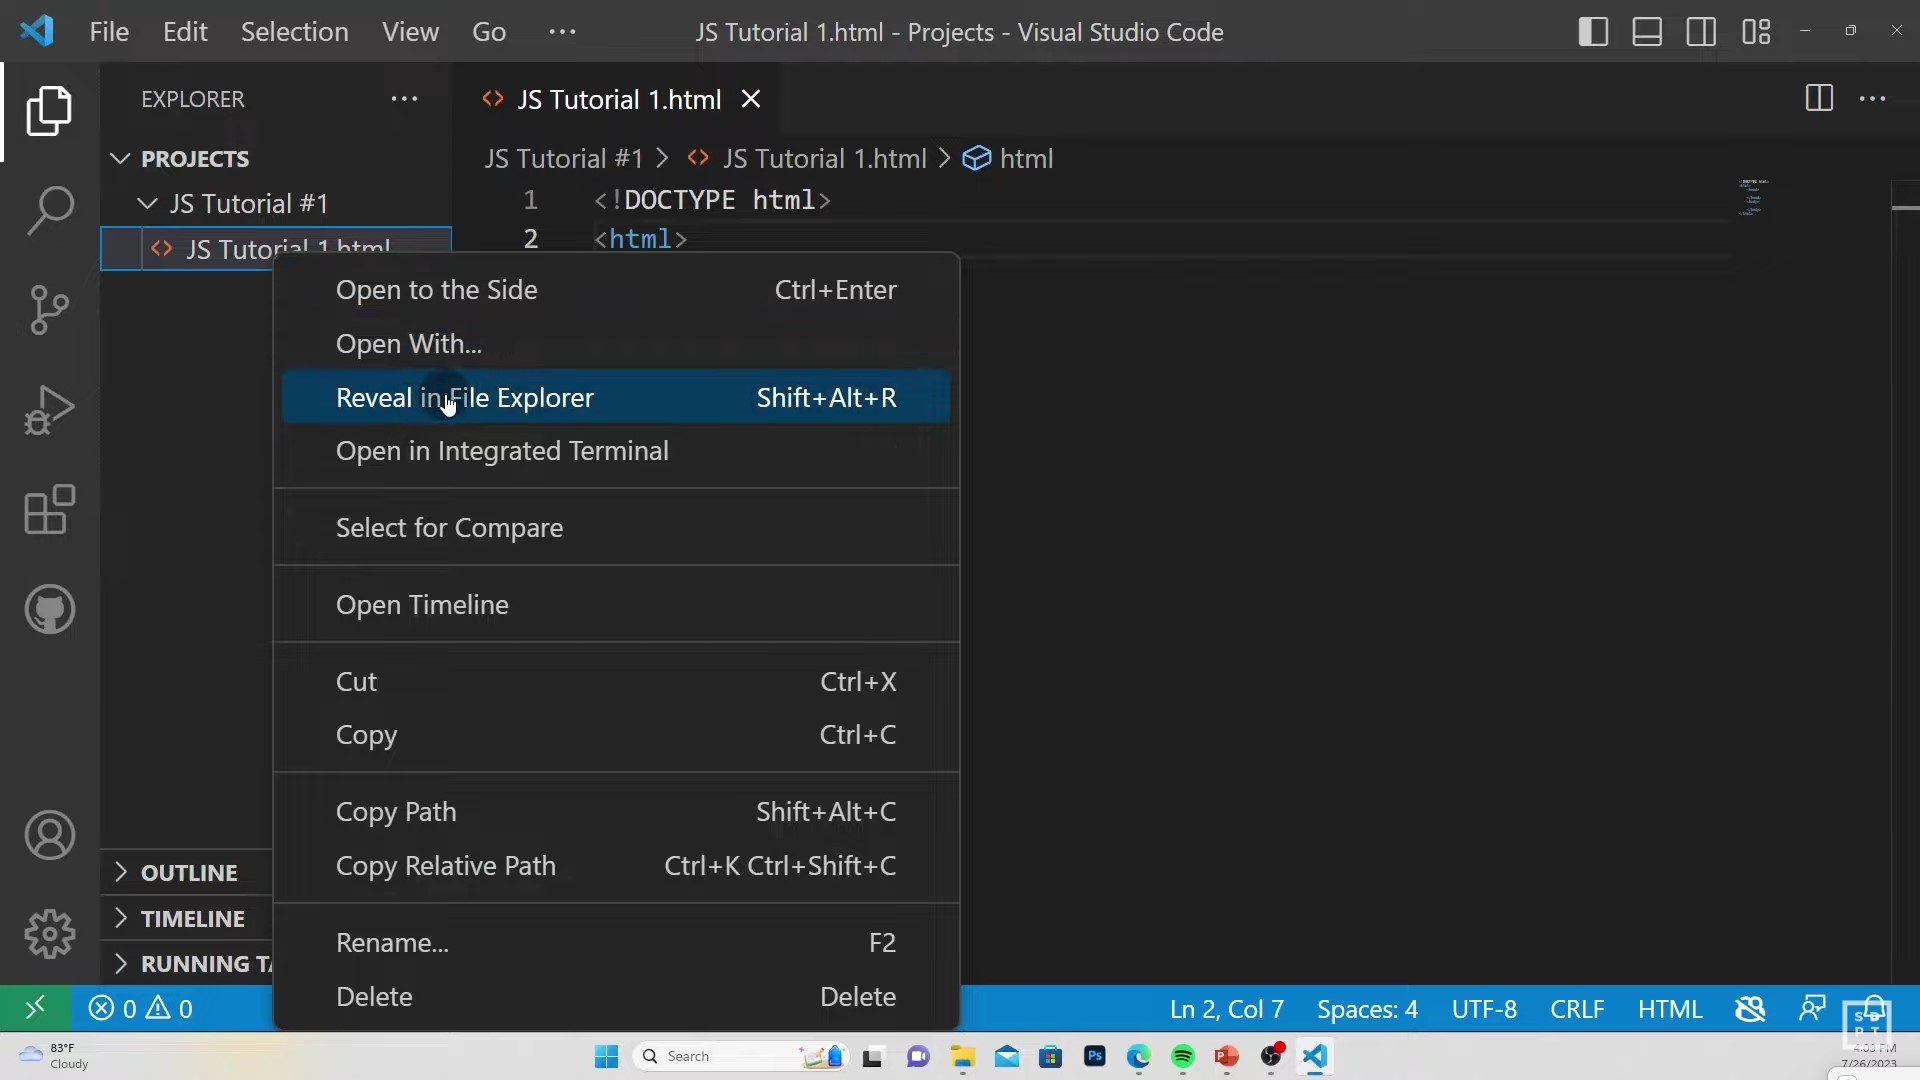 File Edit Selection View Go ···
JS Tutorial 1.html - Projects - Visual Studio Code
EXPLORER
JS Tutorial 1.html
PROJECTS
JS Tutorial #1
JS Tutorial 1.html
JS Tutorial #1 > JS Tutorial 1.html > html
1 <!DOCTYPE html>
2 <html>
Open to the Side Ctrl+Enter
Open With...
Reveal in File Explorer Shift+Alt+R
Open in Integrated Terminal
Select for Compare
Open Timeline
Cut Ctrl+X
Copy Ctrl+C
Copy Path Shift+Alt+C
Copy Relative Path Ctrl+K Ctrl+Shift+C
Rename... F2
Delete Delete
OUTLINE
TIMELINE
RUNNING TA
0 0
Ln 2, Col 7 Spaces: 4 UTF-8 CRLF HTML
83°F
Cloudy
Search
Ps
4:03 PM
7/26/2023